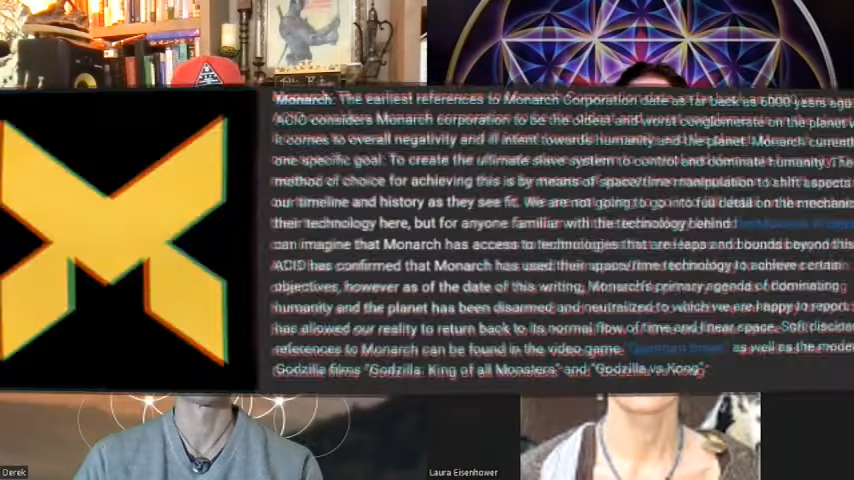 Monarch: The earliest references to Monarch Corporation date as far back as 6000 years ago
ACIO considers Monarch corporation to be the oldest and worst conglomerate on the planet
it comes to overall negativity and ill intent towards humanity and the planet. Monarch
one specific goal: To create the ultimate slave system to control and dominate humanity. The
method of choice for achieving this is by means of space/time manipulation to shift aspects
our timeline and history as they see fit. We are not going to go into full detail on the
their technology here, but for anyone familiar with the technology behind
can imagine that Monarch has access to technologies that are leaps and bounds beyond this
ACIO has confirmed that Monarch has used their space/time technology to achieve certain
objectives, however as of the date of this writing, Monarch's primary agenda of dominating
humanity and the planet has been disarmed and neutralized to which we are happy to report
has allowed our reality to return back to its normal flow of time and linear space. Soft
references to Monarch can be found in the video game "Quantum Break" as well as the
Godzilla films "Godzilla: King of all Monsters" and "Godzilla vs Kong"
Derek
Laura Eisenhower